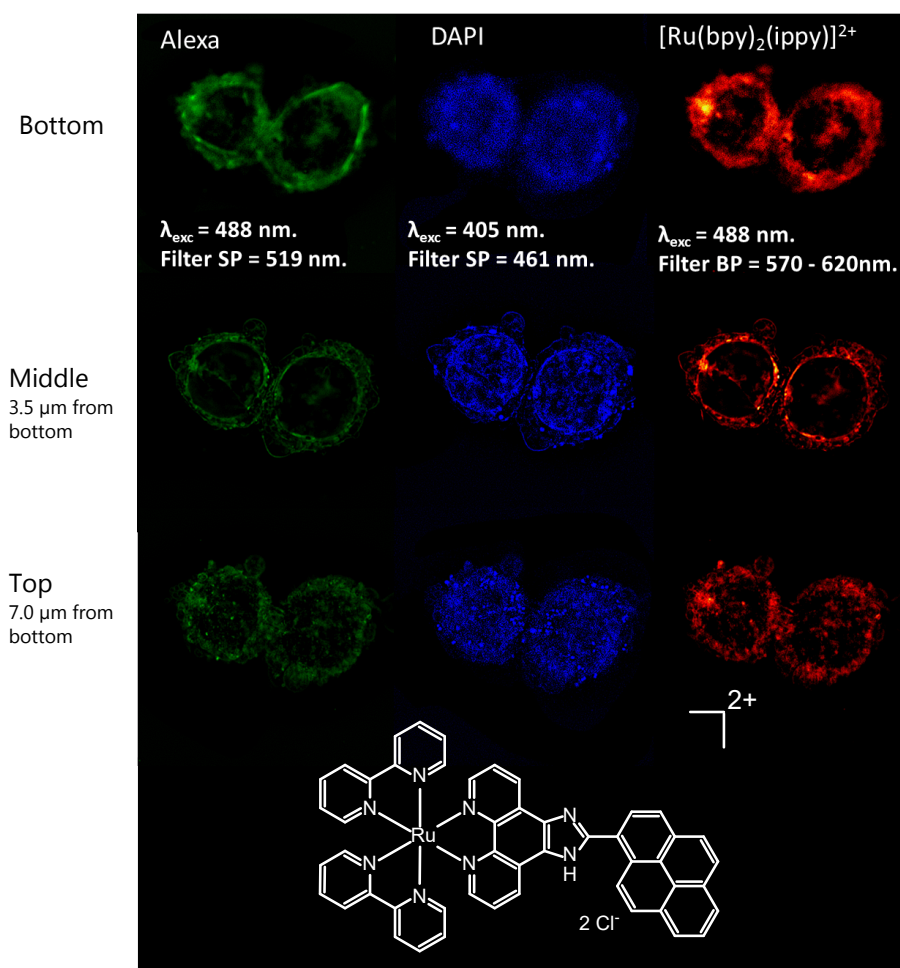 Alexa
DAPI
[Ru(bpy)₂(ippy)]²⁺
Bottom
λexc = 488 nm.
Filter SP = 519 nm.
λexc = 405 nm.
Filter SP = 461 nm.
λexc = 488 nm.
Filter BP = 570 - 620nm.
Middle
3.5 µm from
bottom
Top
7.0 µm from
bottom
2+
N
N
N
N
N
Ru
N
N
N
H
2 Cl⁻